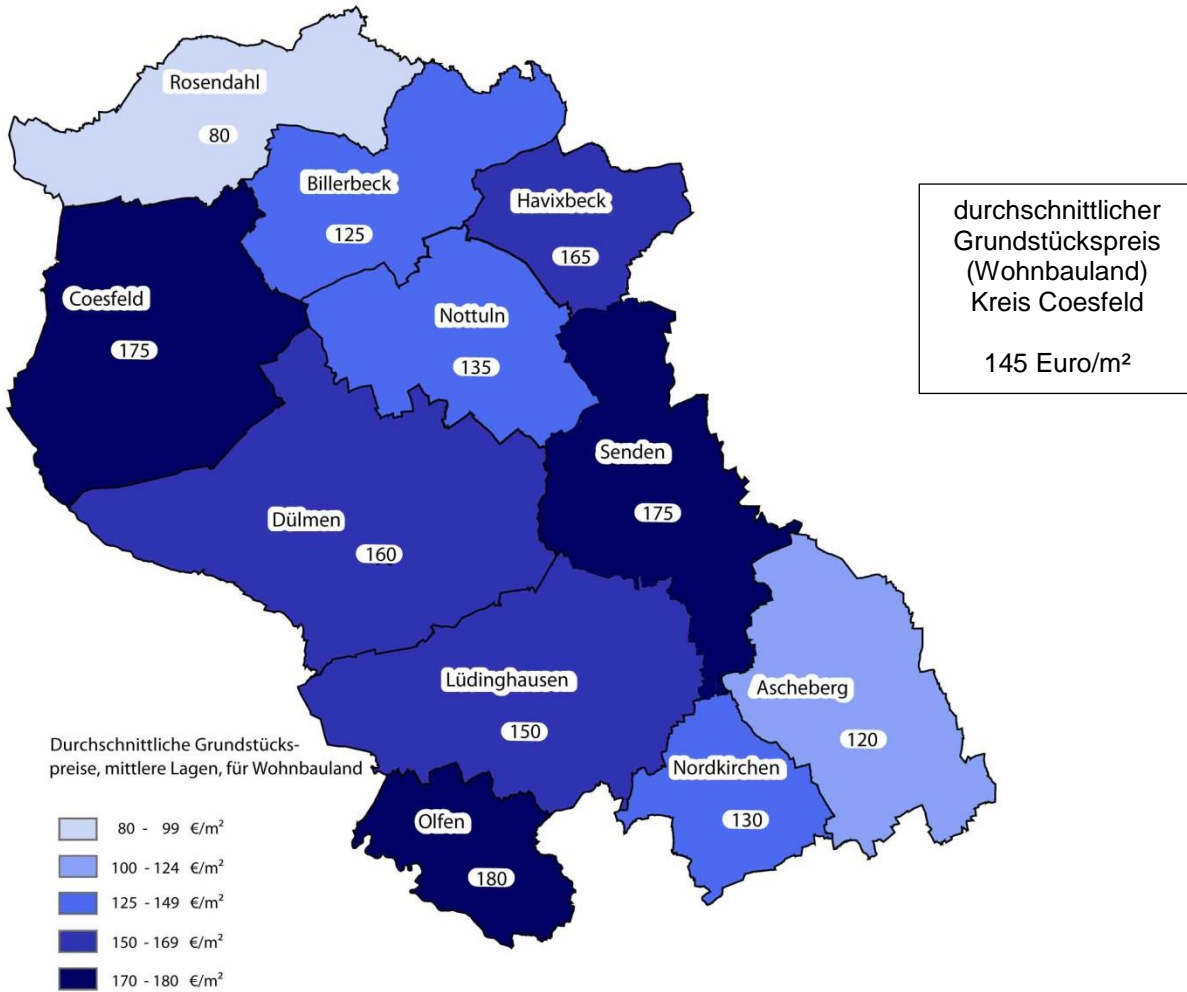 Rosendahl
80
Billerbeck
125
Havixbeck
165
Coesfeld
175
Nottuln
135
Senden
175
Dülmen
160
Lüdinghausen
150
Ascheberg
120
Nordkirchen
130
Olfen
180
durchschnittlicher
Grundstückspreis
(Wohnbauland)
Kreis Coesfeld
145 Euro/m²
Durchschnittliche Grundstücks-
preise, mittlere Lagen, für Wohnbauland
80 - 99 €/m²
100 - 124 €/m²
125 - 149 €/m²
150 - 169 €/m²
170 - 180 €/m²